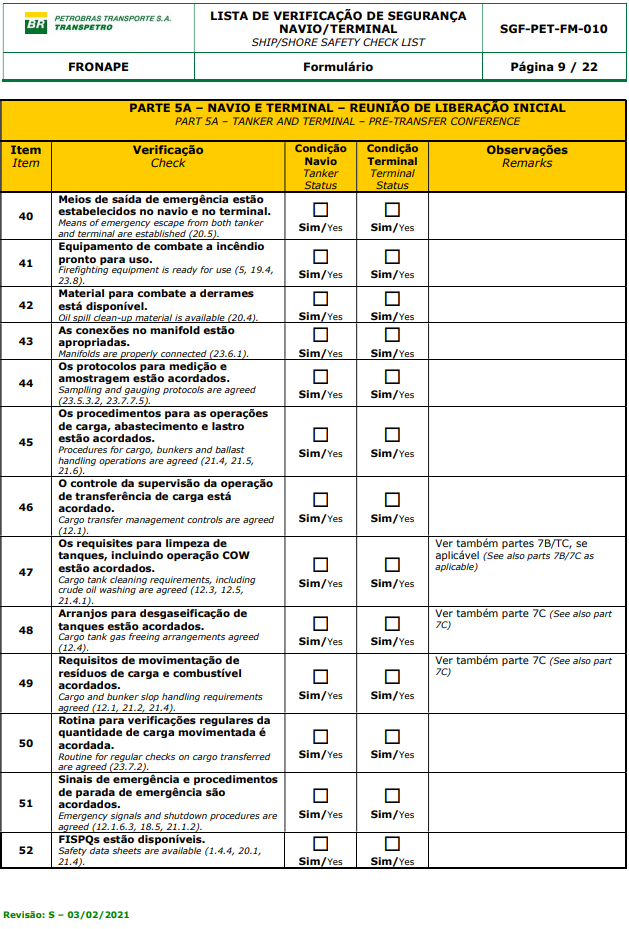 BR PETROBRAS TRANSPORTE S.A.
TRANSPETRO
LISTA DE VERIFICAÇÃO DE SEGURANÇA
NAVIO/TERMINAL
SHIP/SHORE SAFETY CHECK LIST
SGF-PET-FM-010
FRONAPE
Formulário
Página 9 / 22
PARTE 5A – NAVIO E TERMINAL – REUNIÃO DE LIBERAÇÃO INICIAL
PART 5A – TANKER AND TERMINAL – PRE-TRANSFER CONFERENCE
Item
Item
Verificação
Check
Condição
Navio
Tanker
Status
Condição
Terminal
Terminal
Status
Observações
Remarks
40
Meios de saída de emergência estão
estabelecidos no navio e no terminal.
Means of emergency escape from both tanker
and terminal are established (20.5).
Sim/Yes
Sim/Yes
41
Equipamento de combate a incêndio
pronto para uso.
Firefighting equipment is ready for use (5, 19.4,
23.8).
Sim/Yes
Sim/Yes
42
Material para combate a derrames
está disponível.
Oil spill clean-up material is available (20.4).
Sim/Yes
Sim/Yes
43
As conexões no manifold estão
apropriadas.
Manifolds are properly connected (23.6.1).
Sim/Yes
Sim/Yes
44
Os protocolos para medição e
amostragem estão acordados.
Samplling and gauging protocols are agreed
(23.5.3.2, 23.7.7.5).
Sim/Yes
Sim/Yes
45
Os procedimentos para as operações
de carga, abastecimento e lastro
estão acordados.
Procedures for cargo, bunkers and ballast
handling operations are agreed (21.4, 21.5,
21.6).
Sim/Yes
Sim/Yes
46
O controle da supervisão da operação
de transferência de carga está
acordado.
Cargo transfer management controls are agreed
(12.1).
Sim/Yes
Sim/Yes
47
Os requisites para limpeza de
tanques, incluindo operação COW
estão acordados.
Cargo tank cleaning requirements, including
crude oil washing are agreed (12.3, 12.5,
21.4.1).
Sim/Yes
Sim/Yes
Ver também partes 7B/TC, se
aplicável (See also parts 7B/7C as
aplicable)
48
Arranjos para desgaseificação de
tanques estão acordados.
Cargo tank gas freeing arrangements agreed
(12.4).
Sim/Yes
Sim/Yes
Ver também parte 7C (See also part
7C)
49
Requisitos de movimentação de
resíduos de carga e combustível
acordados.
Cargo and bunker slop handling requirements
agreed (12.1, 21.2, 21.4).
Sim/Yes
Sim/Yes
Ver também parte 7C (See also part
7C)
50
Rotina para verificações regulares da
quantidade de carga movimentada é
acordada.
Routine for regular checks on cargo transferred
are agreed (23.7.2).
Sim/Yes
Sim/Yes
51
Sinais de emergência e procedimentos
de parada de emergência são
acordados.
Emergency signals and shutdown procedures are
agreed (12.1.6.3, 18.5, 21.1.2).
Sim/Yes
Sim/Yes
52
FISPQs estão disponíveis.
Safety data sheets are available (1.4.4, 20.1,
21.4).
Sim/Yes
Sim/Yes
Revisão: S – 03/02/2021